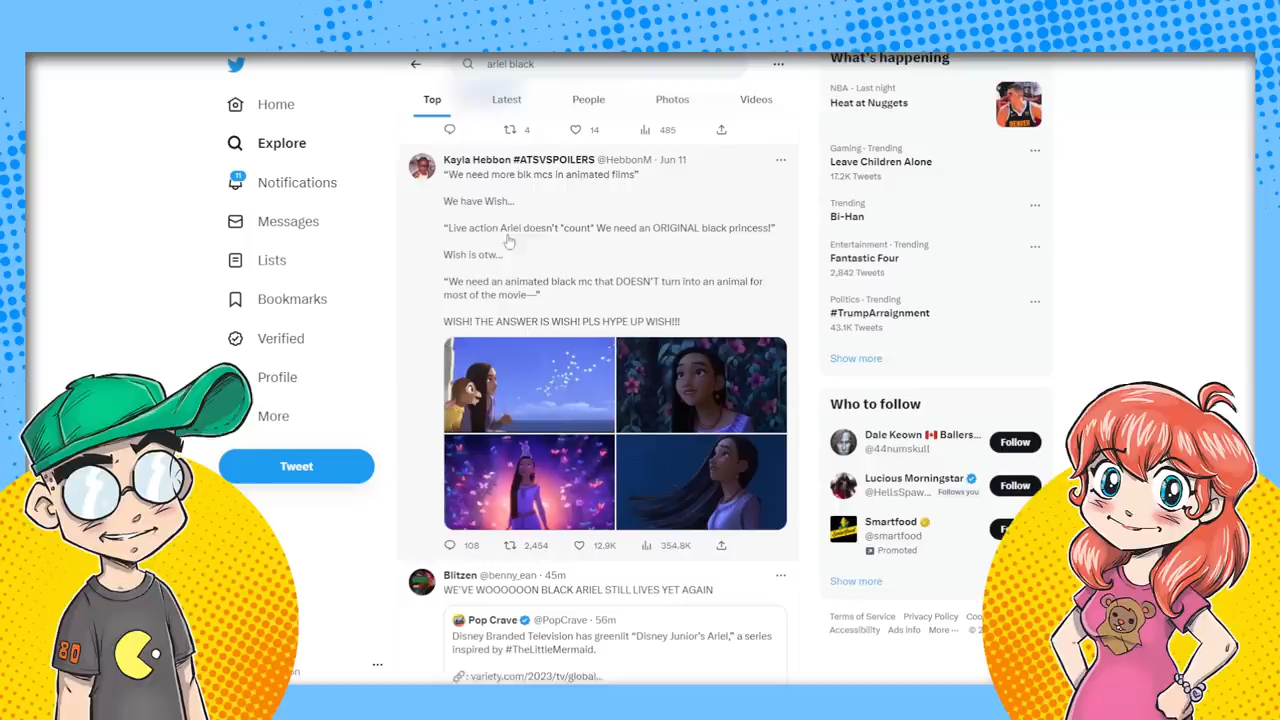 ariel black
Home
Explore
11
Notifications
Messages
Lists
Bookmarks
Verified
Profile
More
Tweet
Top
Latest
People
Photos
Videos
4
14
485
Kayla Hebbon #ATSVSPOILERS @HebbonM · Jun 11
“We need more blk mcs in animated films”
We have Wish...
“Live action Ariel doesn’t *count* We need an ORIGINAL black princess!”
Wish is otw...
“We need an animated black mc that DOESN’T turn into an animal for
most of the movie—”
WISH! THE ANSWER IS WISH! PLS HYPE UP WISH!!!
108
2,454
12.9K
354.8K
Blitzen @benny_ean · 45m
WE’VE WOOOOOON BLACK ARIEL STILL LIVES YET AGAIN
Pop Crave @PopCrave · 56m
Disney Branded Television has greenlit “Disney Junior’s Ariel,” a series
inspired by #TheLittleMermaid.
: variety.com/2023/tv/global...
What’s happening
NBA · Last night
Heat at Nuggets
Gaming · Trending
Leave Children Alone
17.2K Tweets
Trending
Bi-Han
Entertainment · Trending
Fantastic Four
2,842 Tweets
Politics · Trending
#TrumpArraignment
43.1K Tweets
Show more
Who to follow
Dale Keown 🇨🇦 Ballers...
@44numskull
Follow
Lucious Morningstar
@HellsSpaw... Follows you
Follow
Smartfood
@smartfood
Promoted
Show more
Terms of Service Privacy Policy
Accessibility Ads info More ···
80